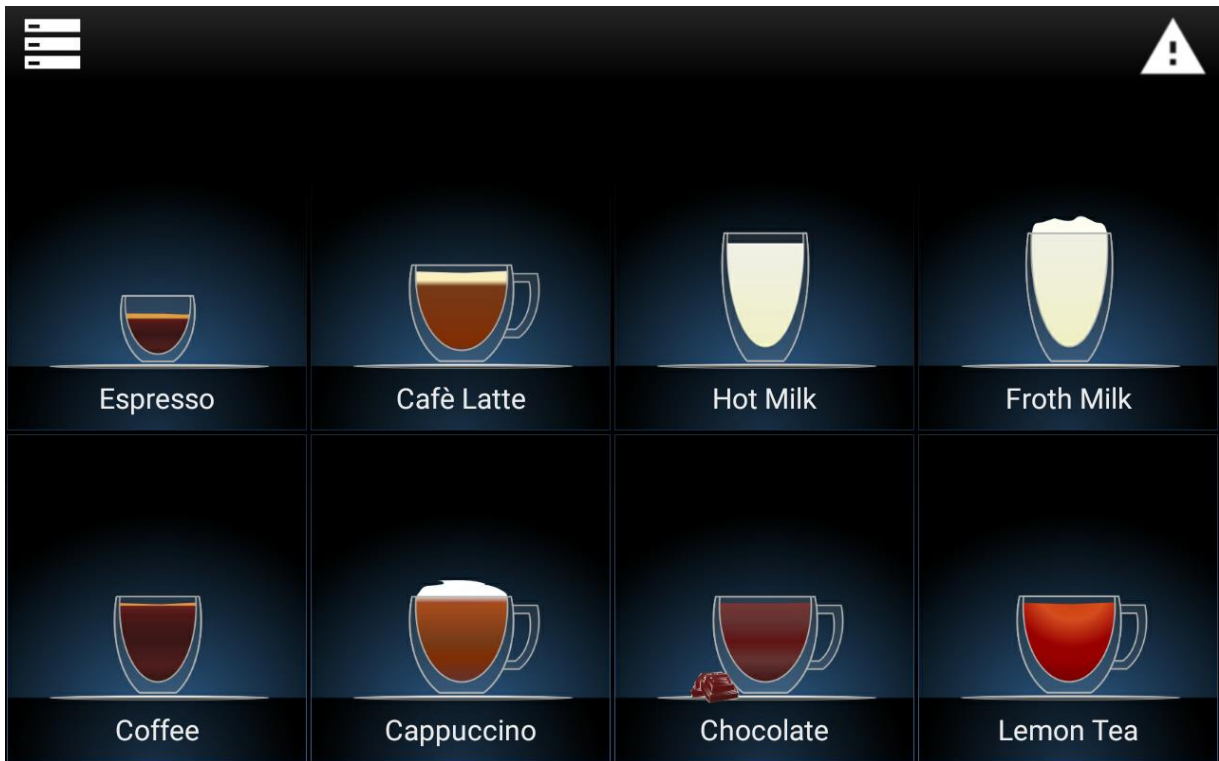 Espresso
Cafè Latte
Hot Milk
Froth Milk
Coffee
Cappuccino
Chocolate
Lemon Tea